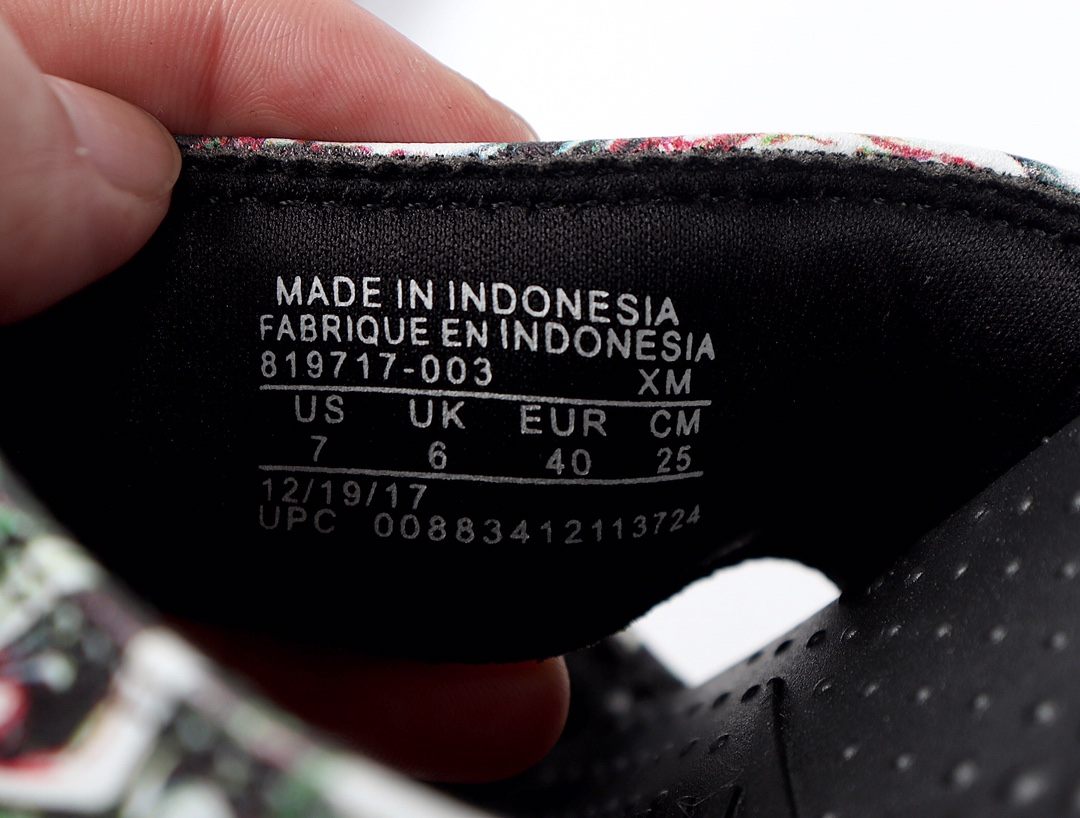 MADE IN INDONESIA
FABRIQUE EN INDONESIA
819717-003 XM
US UK EUR CM
7 6 40 25
12/19/17
UPC 00883412113724